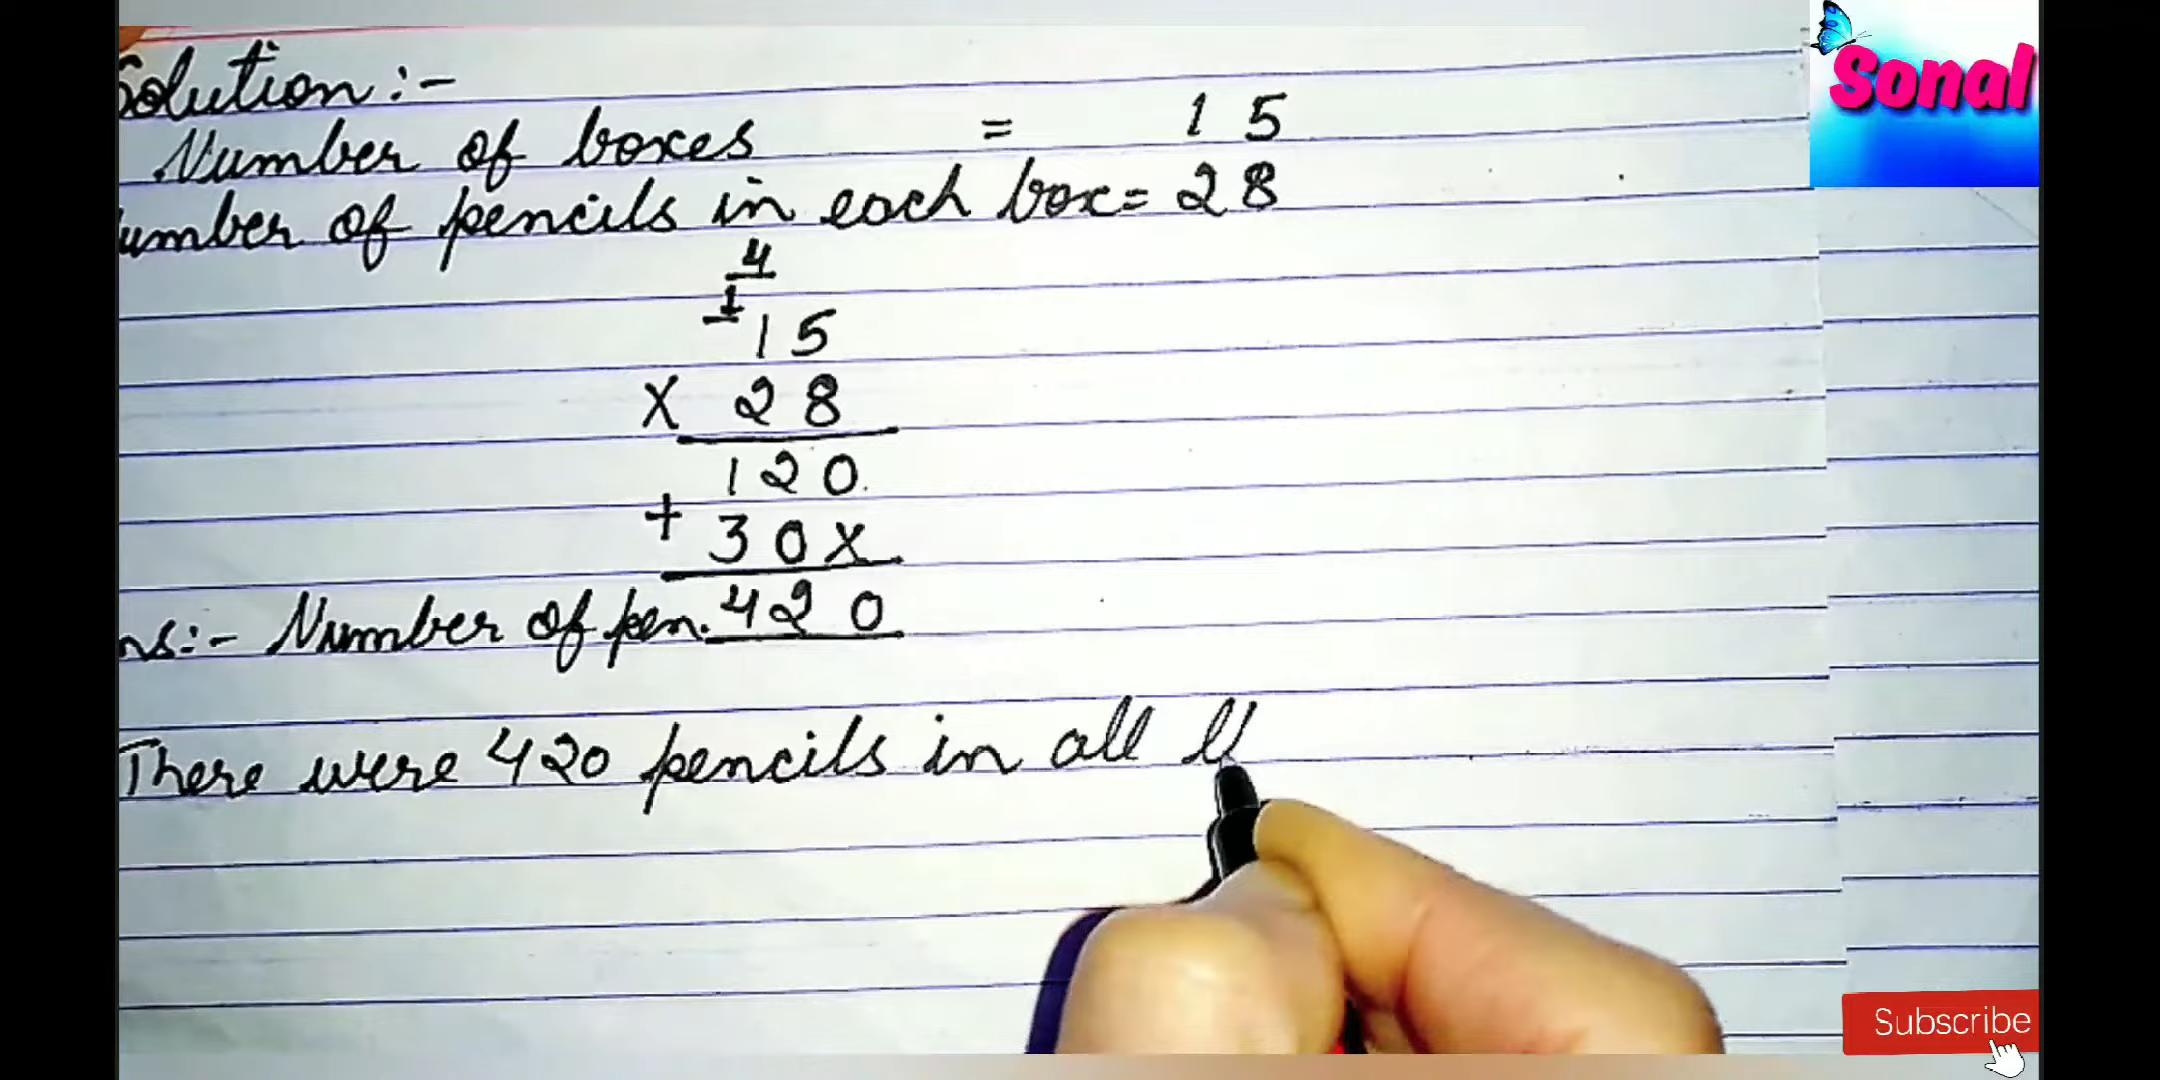 Solution:-
Number of boxes = 15
umber of pencils in each box = 28
4
1
15
X 28
120
+ 30x
ns:- Number of pen. 420
There were 420 pencils in all
Sonal
Subscribe